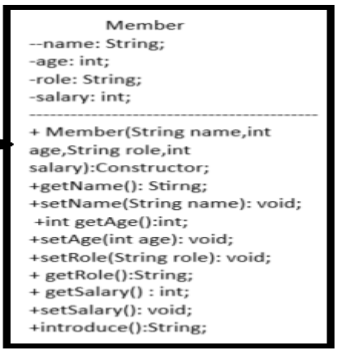 Member
--name: String;
-age: int;
-role: String;
-salary: int;
--------------------------------------------
+ Member(String name,int
age,String role,int
salary):Constructor;
+getName(): Stirng;
+setName(String name): void;
+int getAge():int;
+setAge(int age): void;
+setRole(String role): void;
+ getRole():String;
+ getSalary() : int;
+setSalary(): void;
+introduce():String;